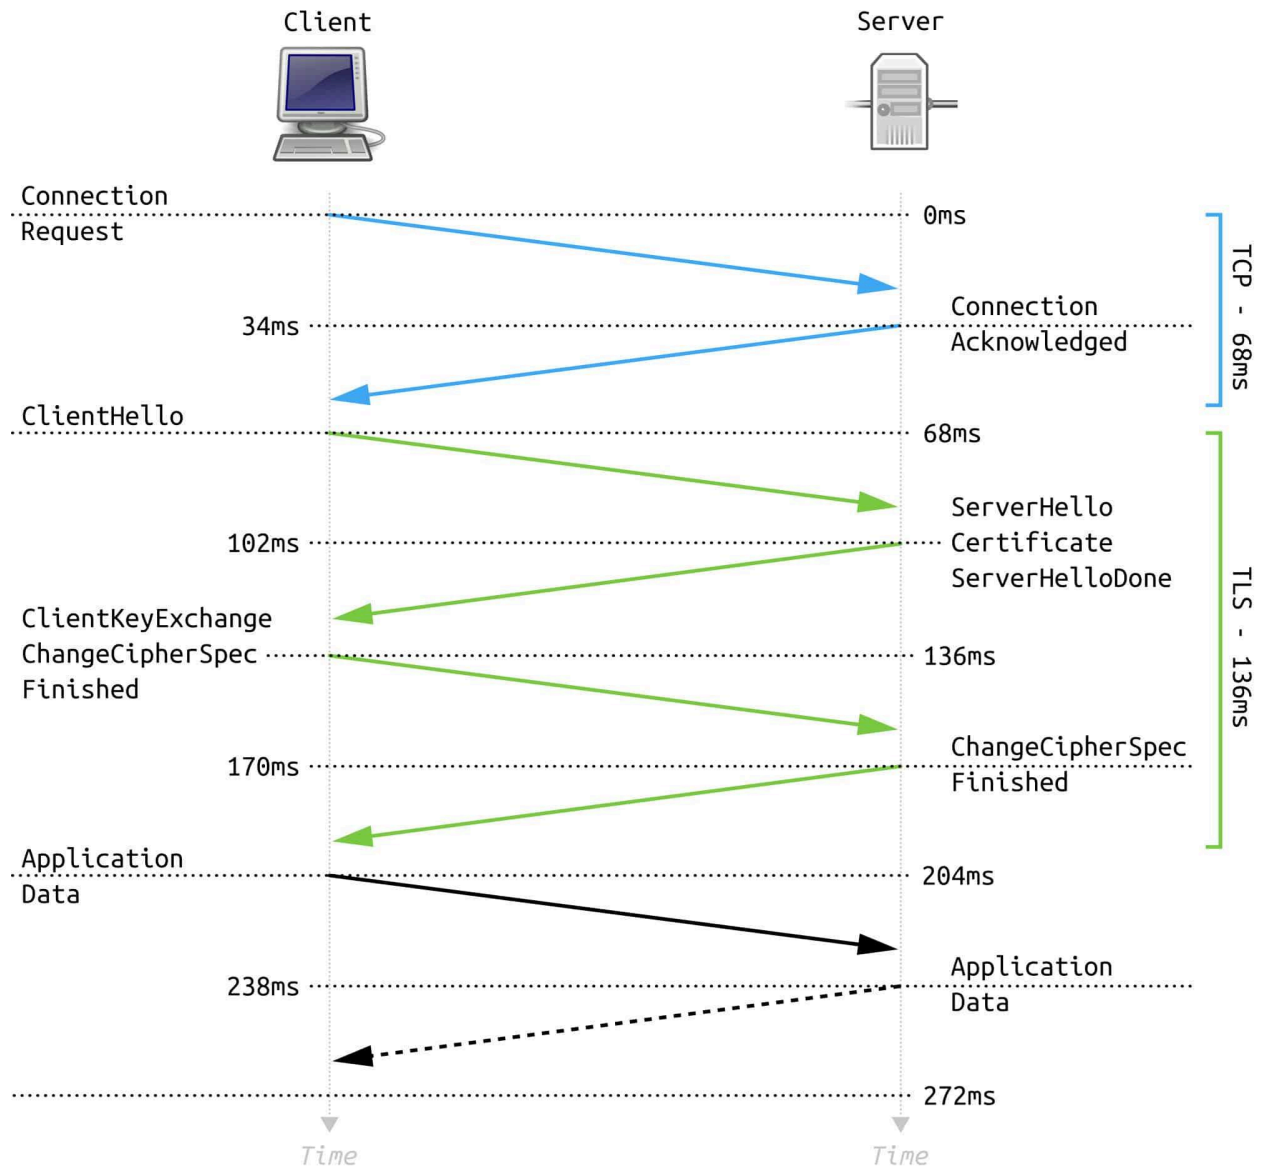 Client
Server
Connection
Request
0ms
Connection
Acknowledged
34ms
TCP - 68ms
ClientHello
68ms
ServerHello
Certificate
ServerHelloDone
102ms
ClientKeyExchange
ChangeCipherSpec
Finished
136ms
TLS - 136ms
ChangeCipherSpec
Finished
170ms
Application
Data
204ms
Application
Data
238ms
272ms
Time
Time